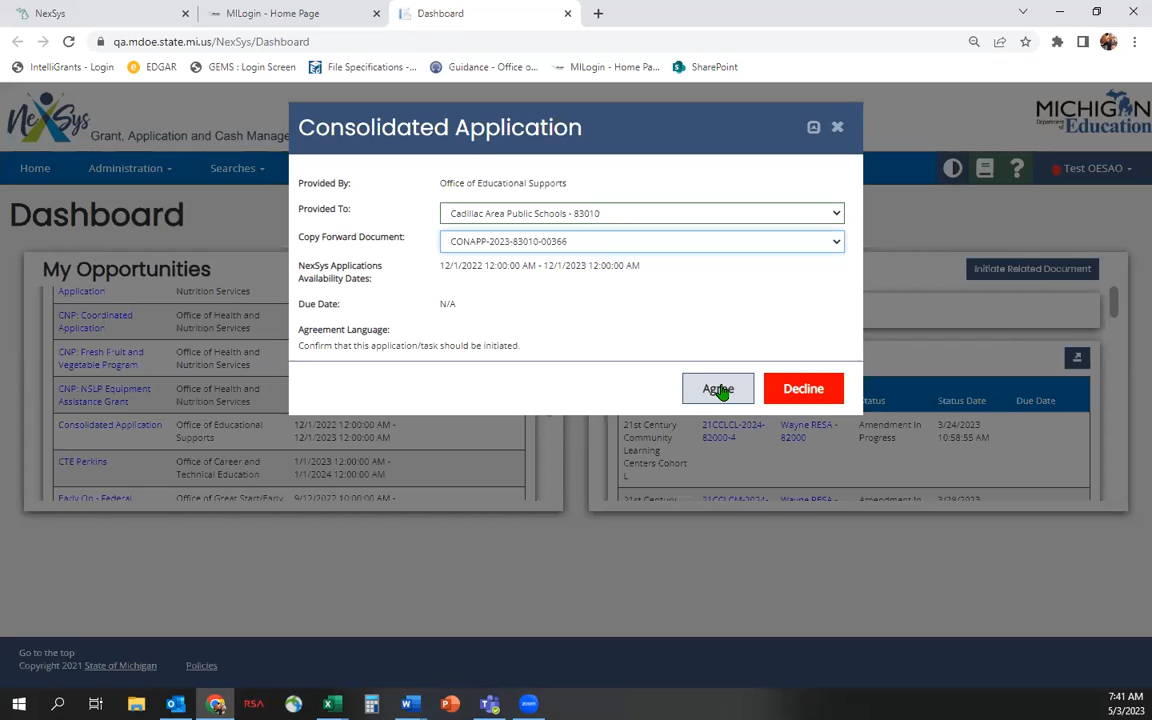 NexSys
MILogin - Home Page
Dashboard
qa.mdoe.state.mi.us/NexSys/Dashboard
IntelliGrants - Login
EDGAR
GEMS : Login Screen
File Specifications -...
Guidance - Office o...
MILogin - Home Pa...
SharePoint
NexSys
Grant, Application and Cash Manage
MICHIGAN
Department of Education
Home
Administration
Searches
Test OESAO
Dashboard
Consolidated Application
Provided By:
Office of Educational Supports
Provided To:
Cadillac Area Public Schools - 83010
Copy Forward Document:
CONAPP-2023-83010-00366
NexSys Applications
Availability Dates:
12/1/2022 12:00:00 AM - 12/1/2023 12:00:00 AM
Due Date:
N/A
Agreement Language:
Confirm that this application/task should be initiated.
Agree
Decline
My Opportunities
Application
Nutrition Services
CNP: Coordinated
Application
Office of Health and
Nutrition Services
CNP: Fresh Fruit and
Vegetable Program
Office of Health and
Nutrition Services
CNP: NSLP Equipment
Assistance Grant
Office of Health and
Nutrition Services
Consolidated Application
Office of Educational
Supports
12/1/2022 12:00:00 AM -
12/1/2023 12:00:00 AM
CTE Perkins
Office of Career and
Technical Education
1/1/2023 12:00:00 AM -
1/1/2024 12:00:00 AM
Early On - Federal
Office of Great Start/Early
9/12/2022 10:00:00 AM -
Initiate Related Document
Status
Status Date
Due Date
21st Century
Community
Learning
Centers Cohort
L
21CCLCL-2024-
82000-4
Wayne RESA -
82000
Amendment In
Progress
3/24/2023
10:58:55 AM
21st Century
21CCLCM-2024-
Wayne RESA -
Amendment In
3/28/2023
Go to the top
Copyright 2021 State of Michigan
Policies
RSA
zoom
7:41 AM
5/3/2023